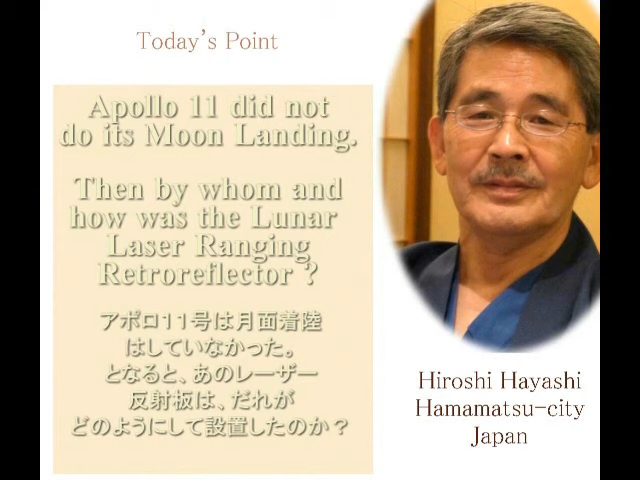 Today's Point
Apollo 11 did not
do its Moon Landing.
Then by whom and
how was the Lunar
Laser Ranging
Retroreflector ?
アポロ11号は月面着陸
はしていなかった。
となると、あのレーザー
反射板は、だれが
どのようにして設置したのか？
Hiroshi Hayashi
Hamamatsu-city
Japan